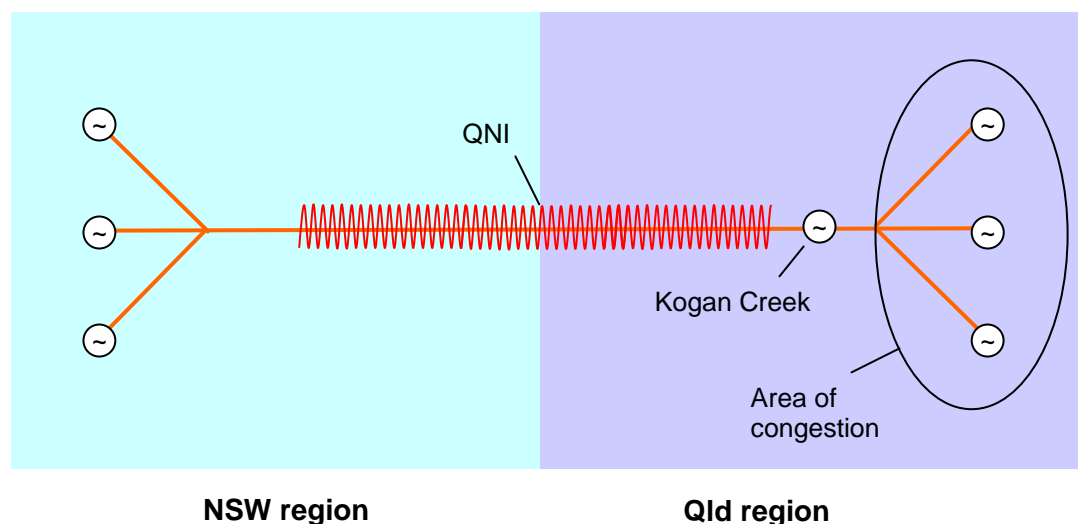 QNI
Kogan Creek
Area of
congestion
NSW region
Qld region
~
~
~
~
~
~
~